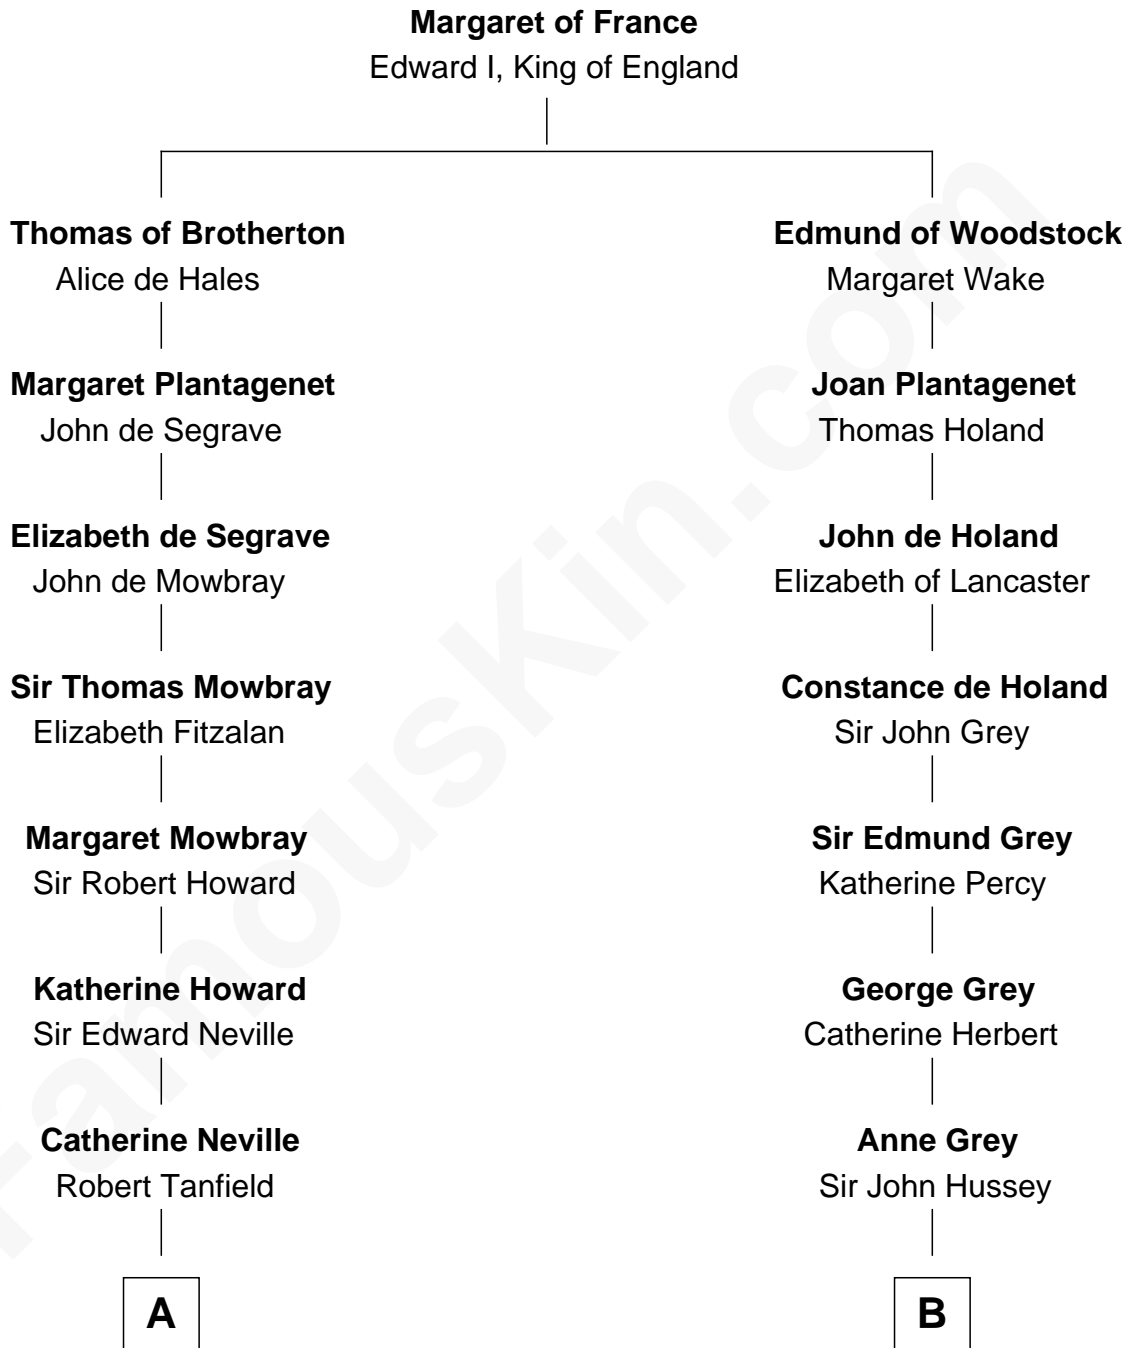 Margaret of France
Edward I, King of England
Thomas of Brotherton
Alice de Hales
Edmund of Woodstock
Margaret Wake
Margaret Plantagenet
John de Segrave
Joan Plantagenet
Thomas Holand
Elizabeth de Segrave
John de Mowbray
John de Holand
Elizabeth of Lancaster
Sir Thomas Mowbray
Elizabeth Fitzalan
Constance de Holand
Sir John Grey
Margaret Mowbray
Sir Robert Howard
Sir Edmund Grey
Katherine Percy
Katherine Howard
Sir Edward Neville
George Grey
Catherine Herbert
Catherine Neville
Robert Tanfield
Anne Grey
Sir John Hussey
A
B
FamousKin.com